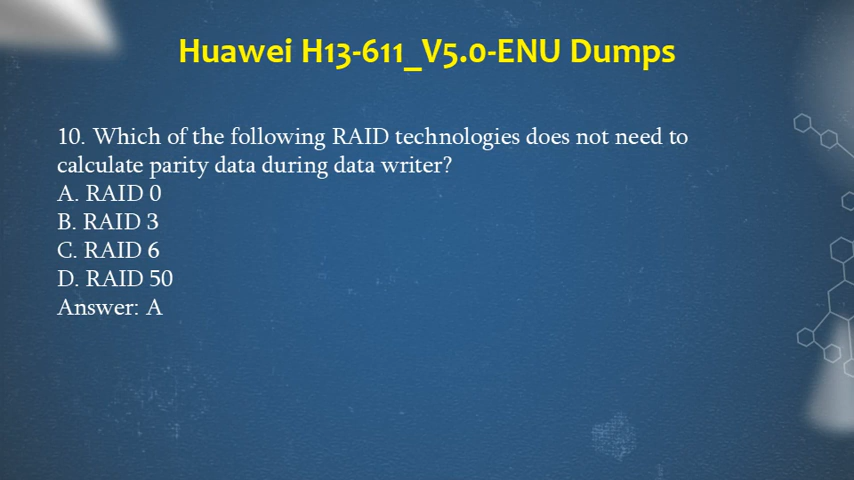 Huawei H13-611_V5.0-ENU Dumps
10. Which of the following RAID technologies does not need to
calculate parity data during data writer?
A. RAID 0
B. RAID 3
C. RAID 6
D. RAID 50
Answer: A